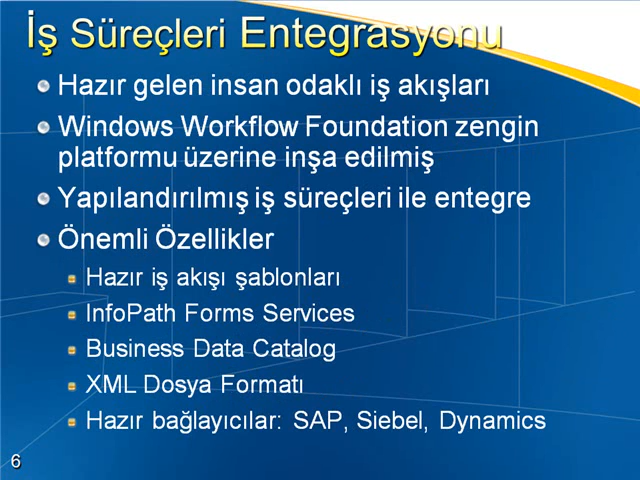 İş Süreçleri Entegrasyonu
Hazır gelen insan odaklı iş akışları
Windows Workflow Foundation zengin
platformu üzerine inşa edilmiş
Yapılandırılmış iş süreçleri ile entegre
Önemli Özellikler
Hazır iş akışı şablonları
InfoPath Forms Services
Business Data Catalog
XML Dosya Formatı
Hazır bağlayıcılar: SAP, Siebel, Dynamics
6